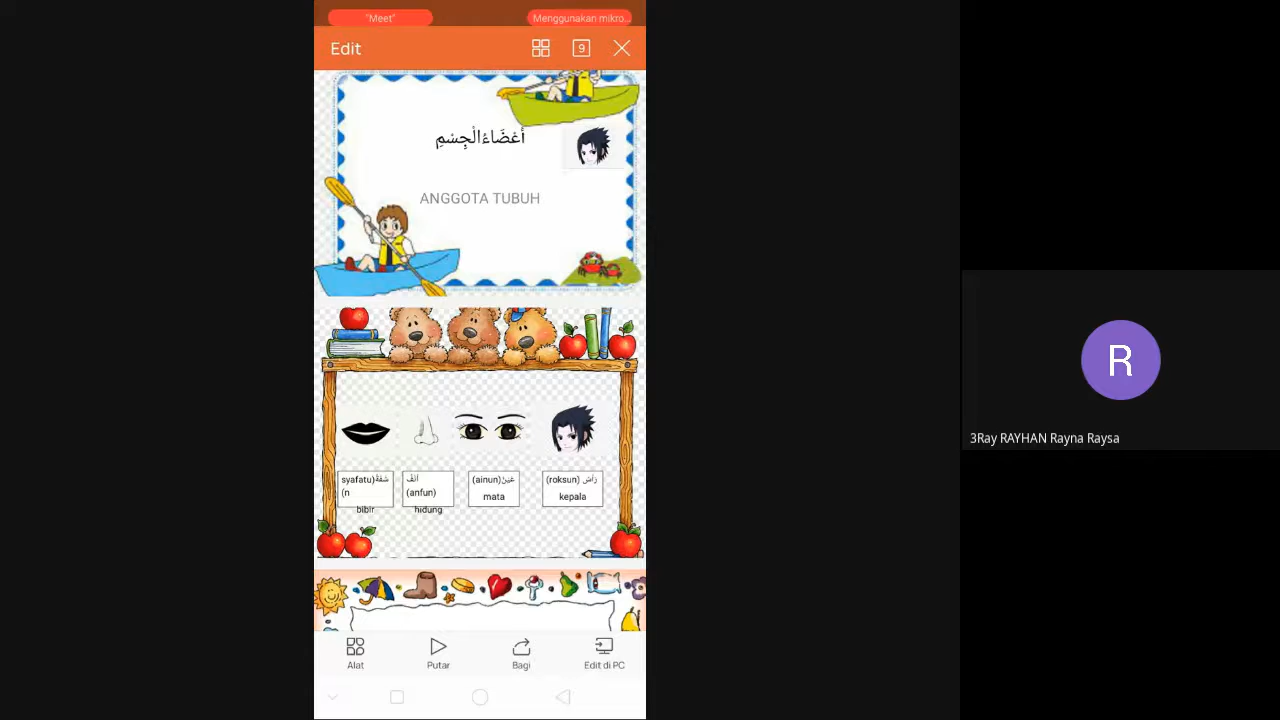 "Meet"
Menggunakan mikro..
Edit
9
أَعْضَاءُالْجِسْمِ
ANGGOTA TUBUH
syafatu)شَفَةٌ
(n
bibir
اَنْفٌ
(anfun)
hidung
(ainun)عَيْنٌ
mata
(roksun) رَأسٌ
kepala
Alat
Putar
Bagi
Edit di PC
R
3Ray RAYHAN Rayna Raysa